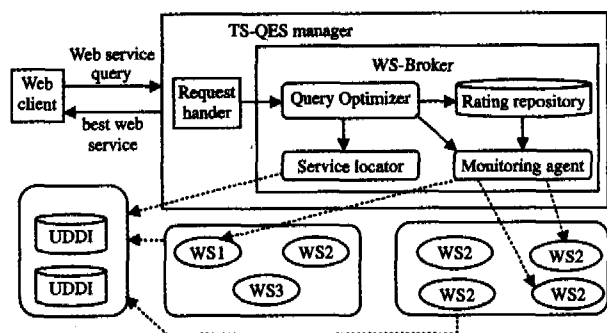 TS-QES manager
Web service
query
WS-Broker
Web
client
Request
hander
Query Optimizer
Rating repository
best web
service
Service locator
Monitoring agent
UDDI
UDDI
WS1
WS2
WS3
WS2
WS2
WS2
WS2